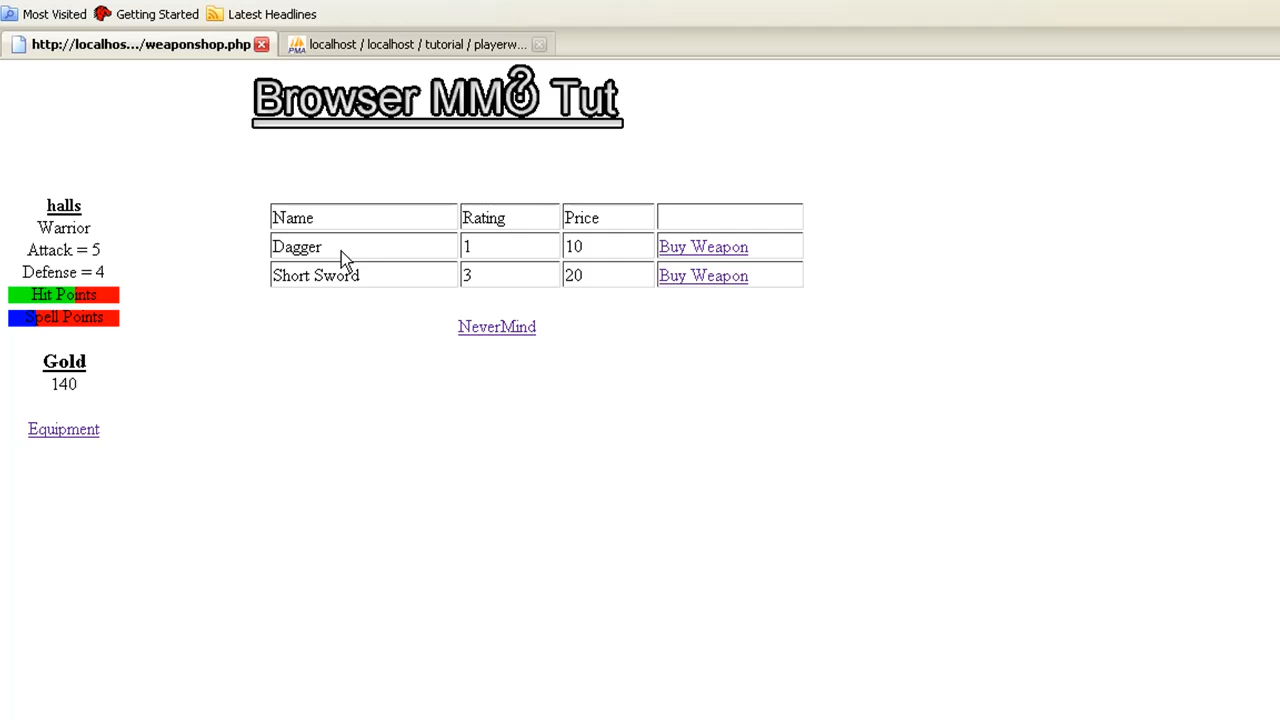 Most Visited Getting Started Latest Headlines
http://localhos.../weaponshop.php localhost / localhost / tutorial / playerw...
PMA
Browser MMO Tut
halls
Warrior
Attack = 5
Defense = 4
Hit Points
Spell Points
Gold
140
Equipment
Name Rating Price
Dagger 1 10 Buy Weapon
Short Sword 3 20 Buy Weapon
NeverMind